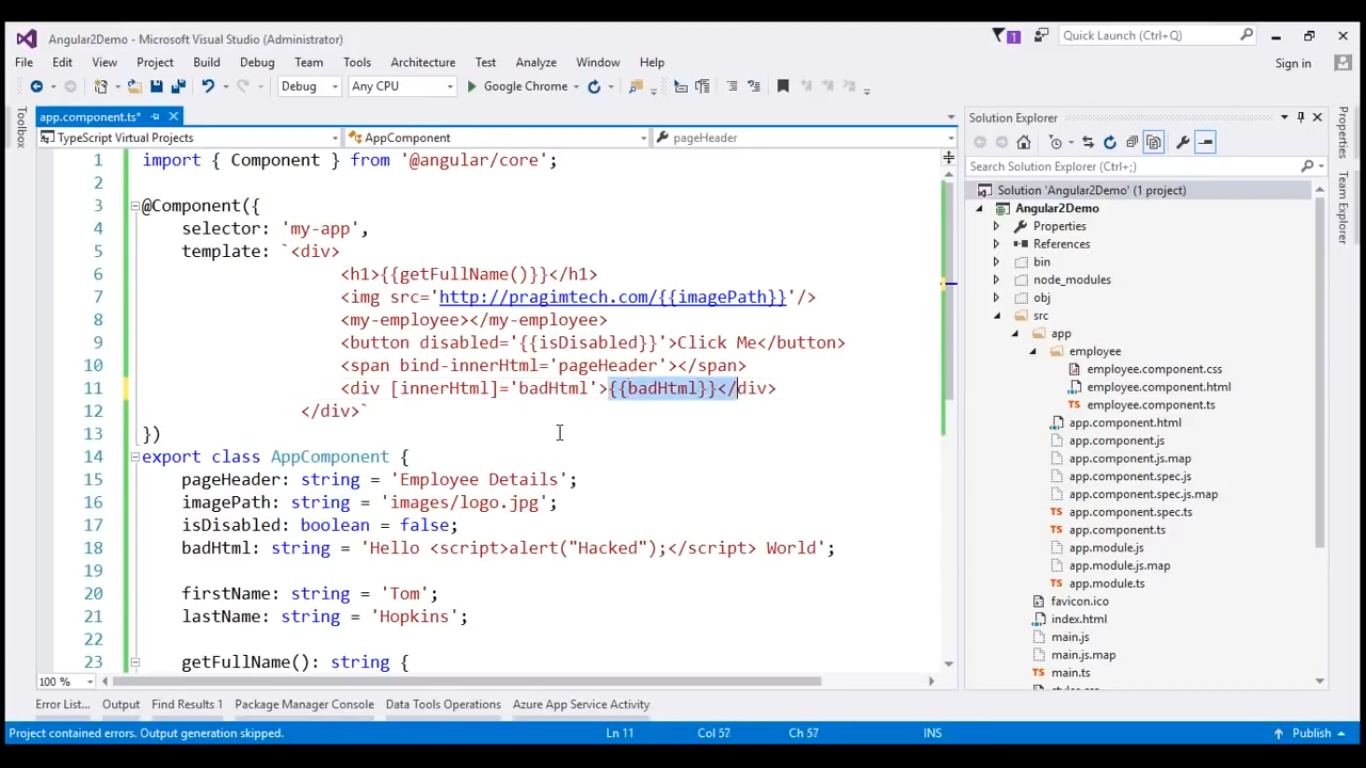 Angular2Demo - Microsoft Visual Studio (Administrator)
1
Quick Launch (Ctrl+Q)
File Edit View Project Build Debug Team Tools Architecture Test Analyze Window Help
Sign in
Debug Any CPU Google Chrome
Toolbox
app.component.ts*
TypeScript Virtual Projects AppComponent pageHeader
1 import { Component } from '@angular/core';
2
3 @Component({
4 selector: 'my-app',
5 template: `<div>
6 <h1>{{getFullName()}}</h1>
7 <img src='http://pragimtech.com/{{imagePath}}'/>
8 <my-employee></my-employee>
9 <button disabled='{{isDisabled}}'>Click Me</button>
10 <span bind-innerHtml='pageHeader'></span>
11 <div [innerHtml]='badHtml'>{{badHtml}}</div>
12 </div>`
13 })
14 export class AppComponent {
15 pageHeader: string = 'Employee Details';
16 imagePath: string = 'images/logo.jpg';
17 isDisabled: boolean = false;
18 badHtml: string = 'Hello <script>alert("Hacked");</script> World';
19
20 firstName: string = 'Tom';
21 lastName: string = 'Hopkins';
22
23 getFullName(): string {
100 %
Solution Explorer
Search Solution Explorer (Ctrl+;)
Solution 'Angular2Demo' (1 project)
Angular2Demo
Properties
References
bin
node_modules
obj
src
app
employee
employee.component.css
employee.component.html
TS employee.component.ts
app.component.html
app.component.js
app.component.js.map
app.component.spec.js
app.component.spec.js.map
TS app.component.spec.ts
TS app.component.ts
app.module.js
app.module.js.map
TS app.module.ts
favicon.ico
index.html
main.js
main.js.map
TS main.ts
Properties
Team Explorer
Error List... Output Find Results 1 Package Manager Console Data Tools Operations Azure App Service Activity
Project contained errors. Output generation skipped. Ln 11 Col 57 Ch 57 INS Publish